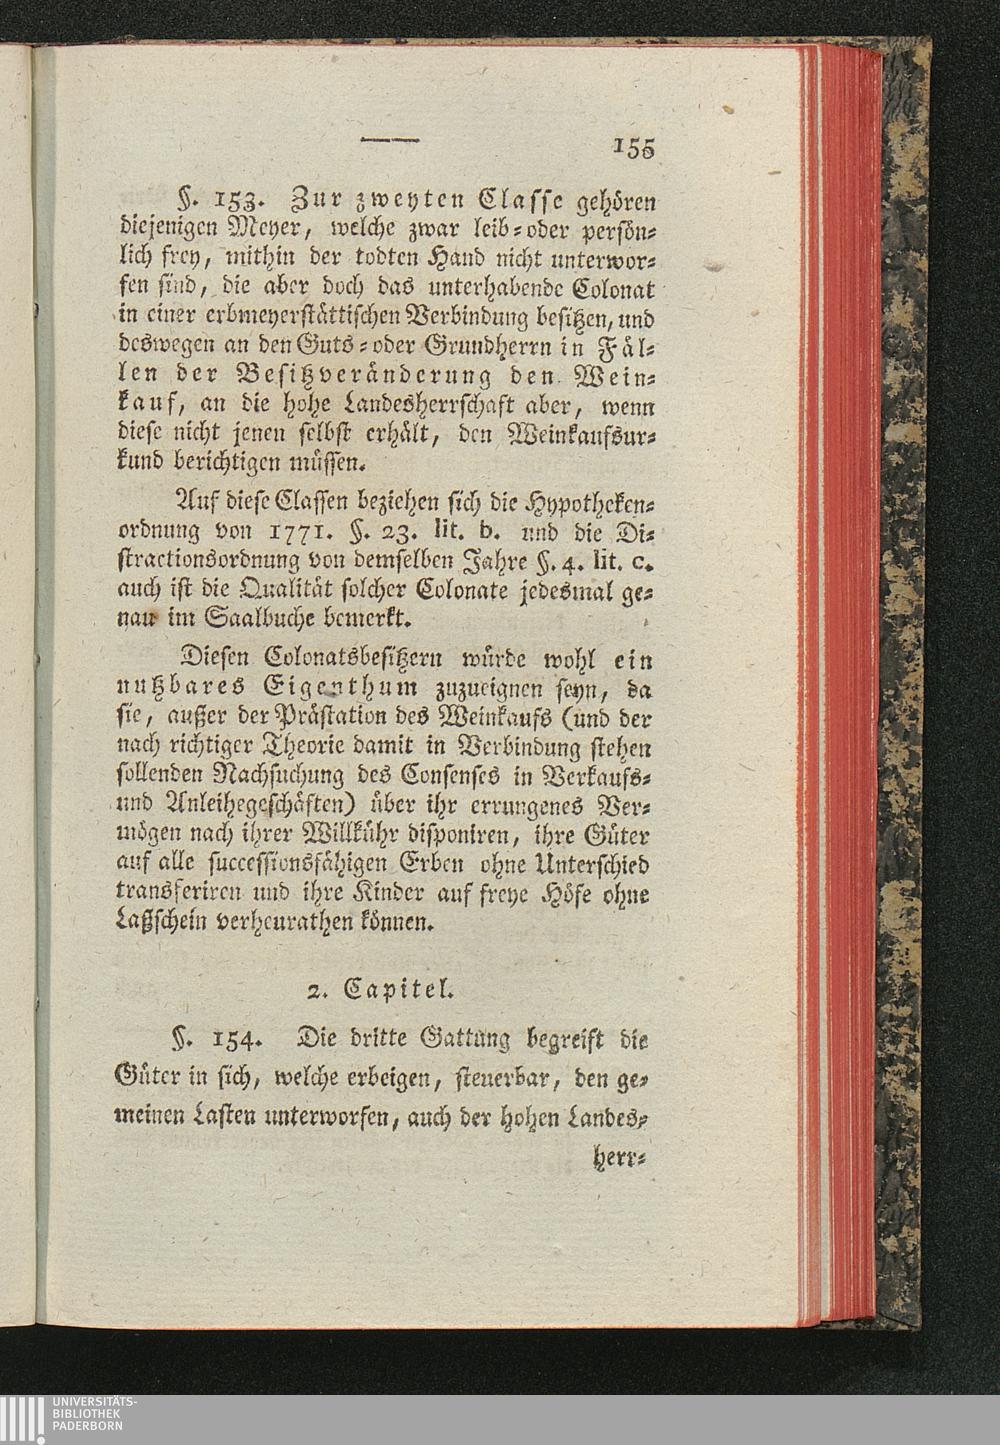 155
§. 153. Zur zweyten Classe gehören
diejenigen Meyer, welche zwar leib= oder persön=
lich frey, mithin der todten Hand nicht unterwor=
fen sind, die aber doch das unterhabende Colonat
in einer erbmeyerstättischen Verbindung besitzen, und
deswegen an den Guts= oder Grundherrn in Fäl=
len der Besitzveränderung den Wein=
kauf, an die hohe Landesherrschaft aber, wenn
diese nicht jenen selbst erhält, den Weinkaufsur=
kund berichtigen müssen.
Auf diese Classen beziehen sich die Hypotheken=
ordnung von 1771. §. 23. lit. b. und die Di=
stractionsordnung von demselben Jahre §. 4. lit. c.
auch ist die Qualität solcher Colonate jedesmal ge=
nau im Saalbuche bemerkt.
Diesen Colonatsbesitzern würde wohl ein
nutzbares Eigenthum zuzueignen seyn, da
sie, außer der Prästation des Weinkaufs (und der
nach richtiger Theorie damit in Verbindung stehen
sollenden Nachsuchung des Consenses in Verkaufs=
und Anleihegeschäften) über ihr errungenes Ver=
mögen nach ihrer Willkühr disponiren, ihre Güter
auf alle successionsfähigen Erben ohne Unterschied
transferiren und ihre Kinder auf freye Höfe ohne
Laßschein verheurathen können.
2. Capitel.
§. 154. Die dritte Gattung begreift die
Güter in sich, welche erbeigen, steuerbar, den ge=
meinen Lasten unterworfen, auch der hohen Landes=
herr=
UNIVERSITÄTS-
BIBLIOTHEK
PADERBORN